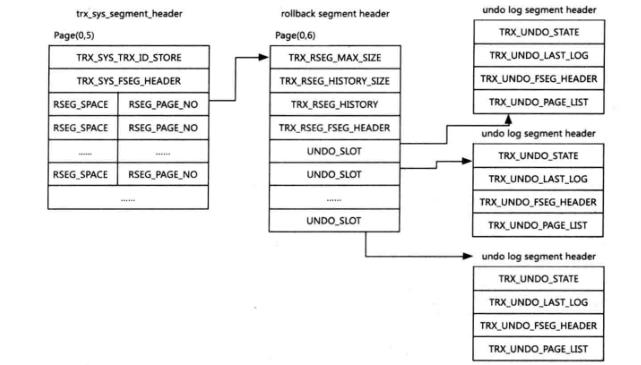 trx_sys_segment_header
Page(0,5)
TRX_SYS_TRX_ID_STORE
TRX_SYS_FSEG_HEADER
RSEG_SPACE RSEG_PAGE_NO
RSEG_SPACE RSEG_PAGE_NO
...... ......
RSEG_SPACE RSEG_PAGE_NO
......
rollback segment header
Page(0,6)
TRX_RSEG_MAX_SIZE
TRX_RSEG_HISTORY_SIZE
TRX_RSEG_HISTORY
TRX_RSEG_FSEG_HEADER
UNDO_SLOT
UNDO_SLOT
......
UNDO_SLOT
undo log segment header
TRX_UNDO_STATE
TRX_UNDO_LAST_LOG
TRX_UNDO_FSEG_HEADER
TRX_UNDO_PAGE_LIST
undo log segment header
TRX_UNDO_STATE
TRX_UNDO_LAST_LOG
TRX_UNDO_FSEG_HEADER
TRX_UNDO_PAGE_LIST
undo log segment header
TRX_UNDO_STATE
TRX_UNDO_LAST_LOG
TRX_UNDO_FSEG_HEADER
TRX_UNDO_PAGE_LIST